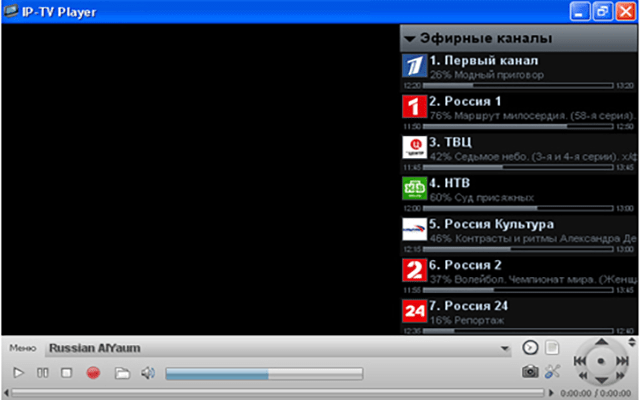 IP-TV Player
Эфирные каналы
1. Первый канал
26% Модный приговор
12:20 13:20
2. Россия 1
76% Маршрут милосердия. (58-я серия).
11:50 12:50
3. ТВЦ
42% Седьмое небо. (3-я и 4-я серии). х/ф
11:45 13:45
4. НТВ
60% Суд присяжных
12:00 13:00
5. Россия Культура
46% Контрасты и ритмы Александра Де
12:15 13:00
6. Россия 2
37% Волейбол. Чемпионат мира. (Женщ
11:55 13:45
7. Россия 24
16% Репортаж
12:35 12:40
Меню Russian AlYaum
0:00:00 / 0:00:00